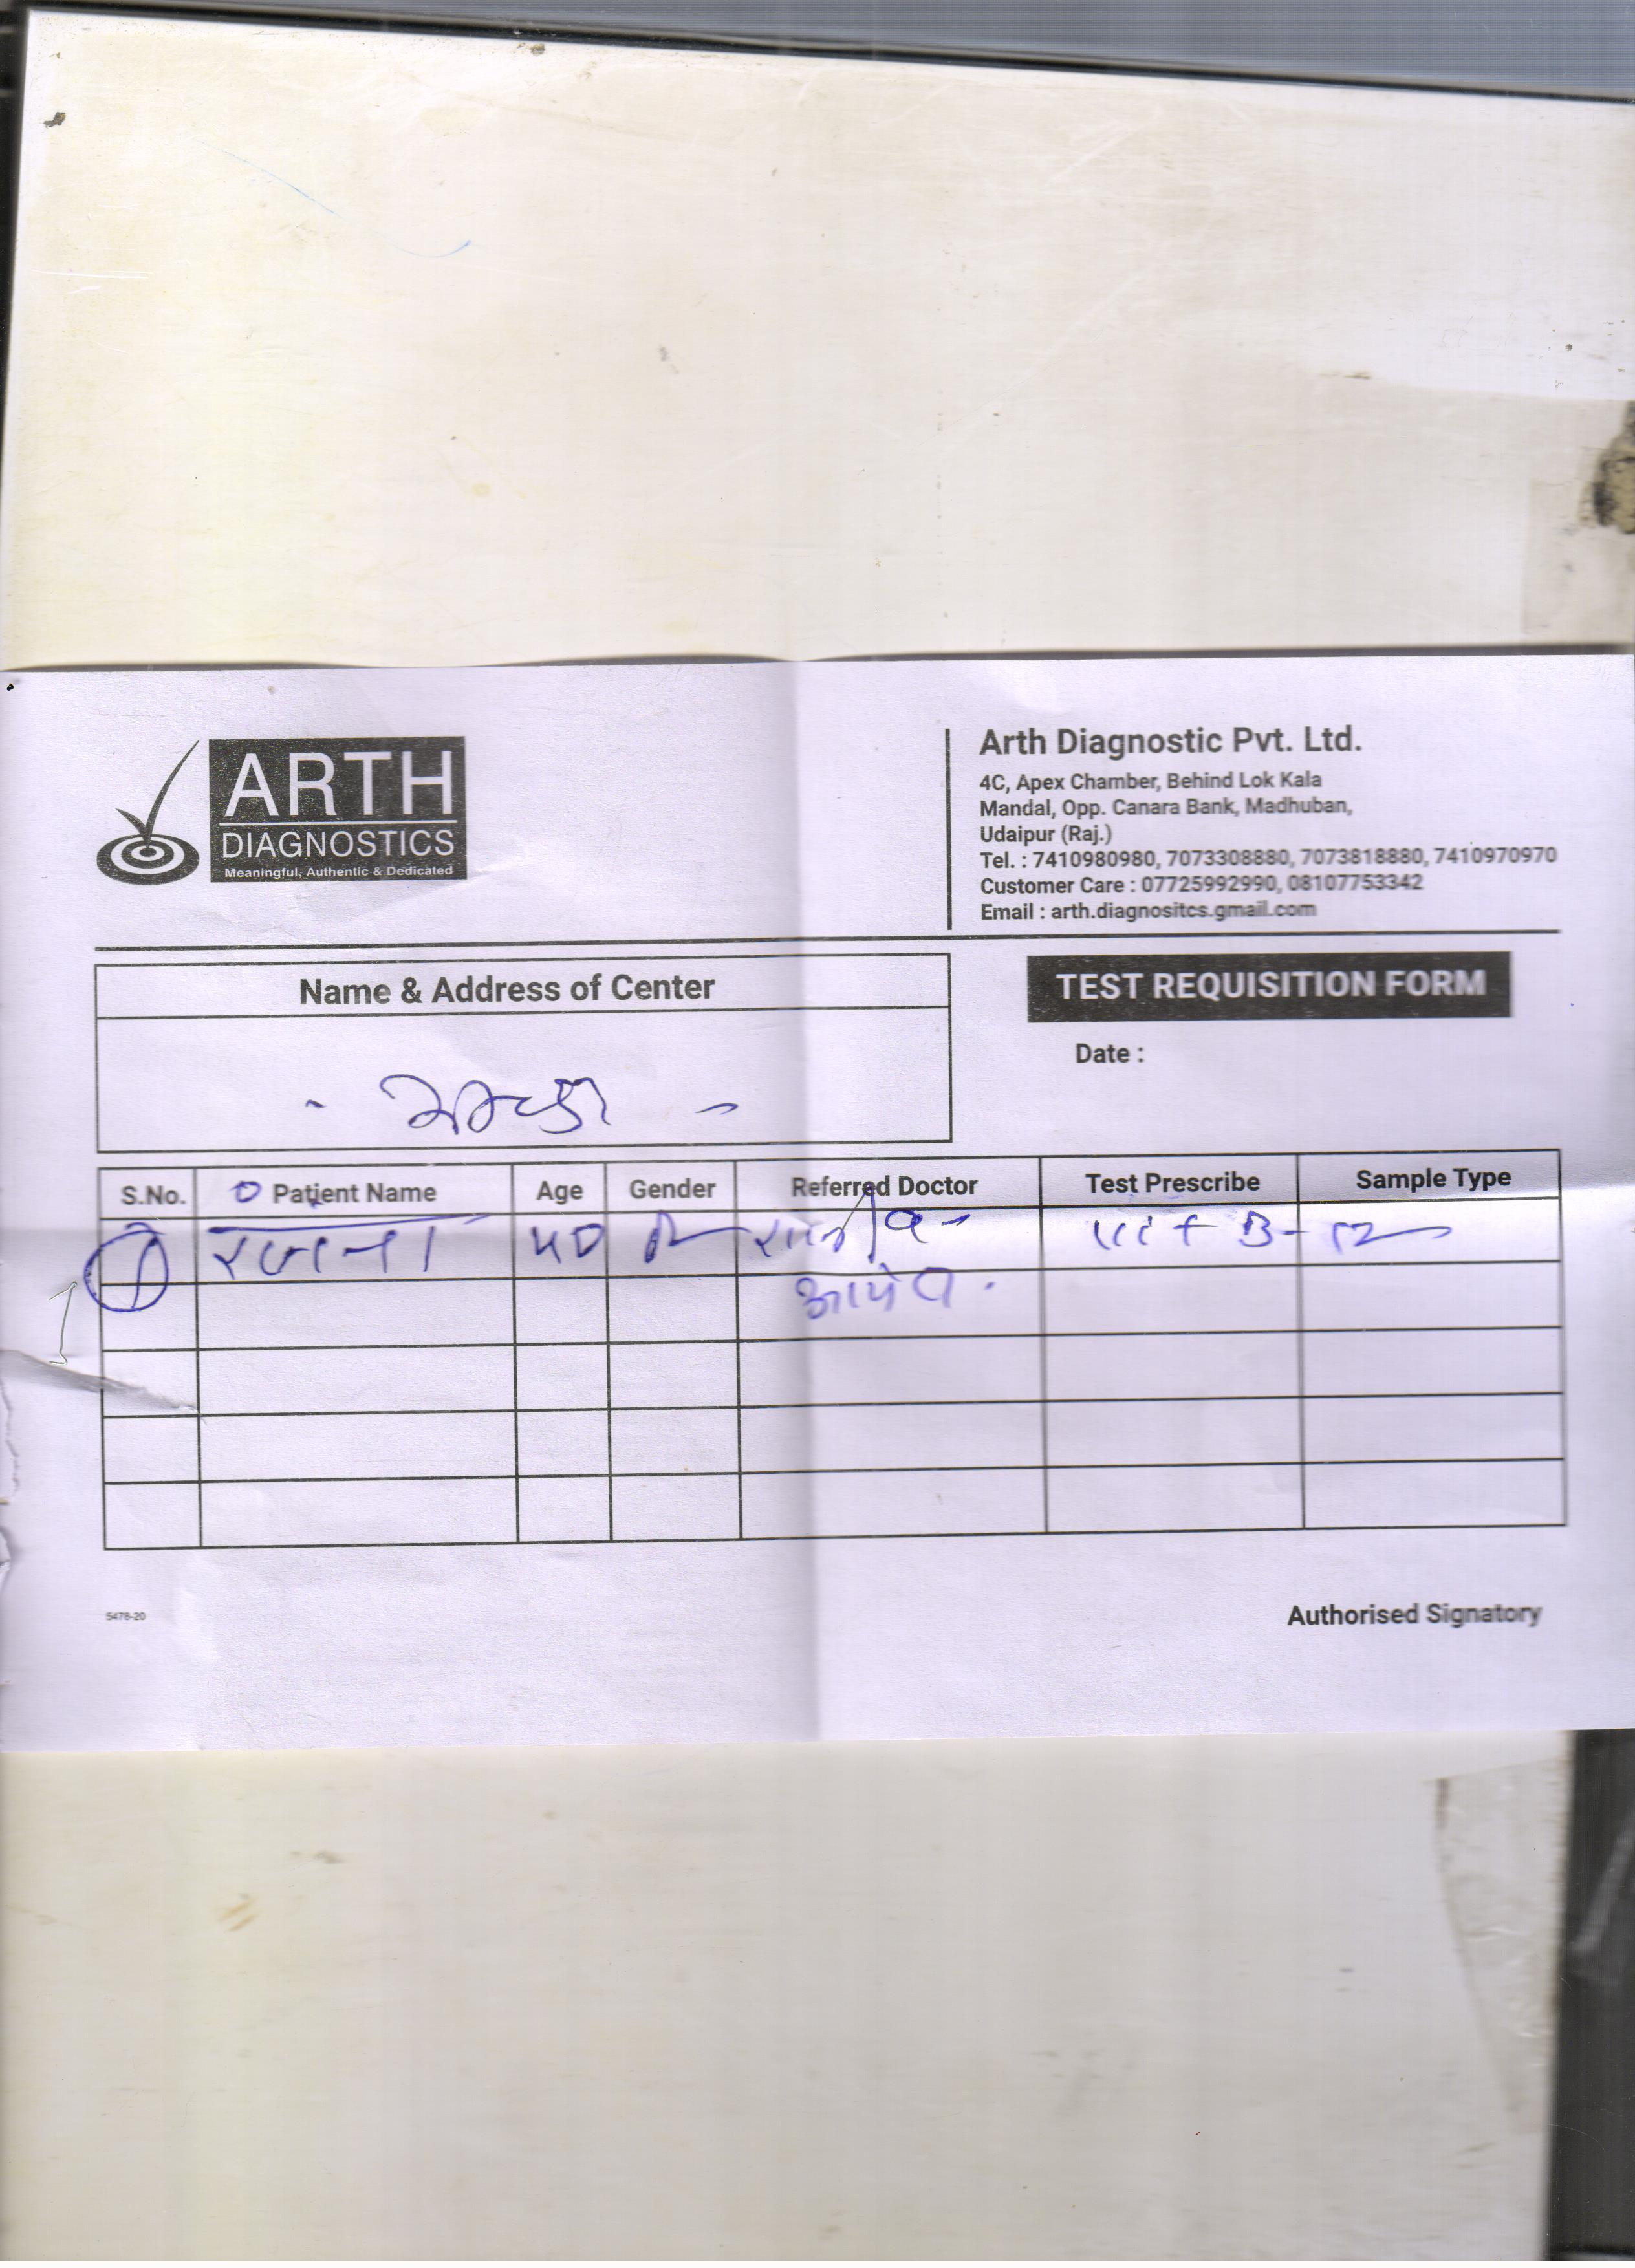 ARTH
DIAGNOSTICS
Meaningful, Authentic & Dedicated
Arth Diagnostic Pvt. Ltd.
4C, Apex Chamber, Behind Lok Kala
Mandal, Opp. Canara Bank, Madhuban,
Udaipur (Raj.)
Tel. : 7410980980, 7073308880, 7073818880, 7410970970
Customer Care : 07725992990, 08107753342
Email : arth.diagnositcs.gmail.com
Name & Address of Center
TEST REQUISITION FORM
Date :
S.No. Patient Name Age Gender Referred Doctor Test Prescribe Sample Type
1 B-12
5478-20
Authorised Signatory